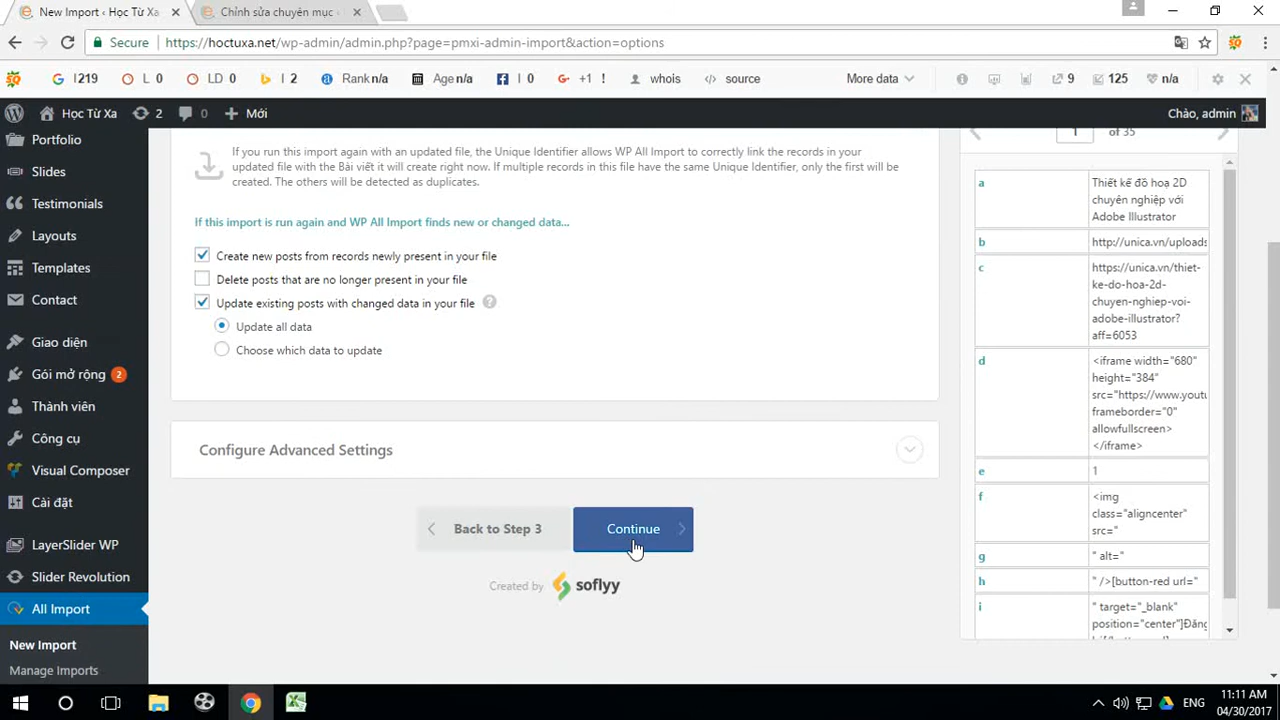 New Import ‹ Học Từ Xa
Chỉnh sửa chuyên mục ‹
Secure
https://hoctuxa.net/wp-admin/admin.php?page=pmxi-admin-import&action=options
I 219
L 0
LD 0
I 2
Rank n/a
Age n/a
I 0
+1 !
whois
source
More data
9
125
n/a
Học Từ Xa
2
0
Mới
Chào, admin
Portfolio
Slides
Testimonials
Layouts
Templates
Contact
Giao diện
Gói mở rộng 2
Thành viên
Công cụ
Visual Composer
Cài đặt
LayerSlider WP
Slider Revolution
All Import
New Import
Manage Imports
If you run this import again with an updated file, the Unique Identifier allows WP All Import to correctly link the records in your
updated file with the Bài viết it will create right now. If multiple records in this file have the same Unique Identifier, only the first will be
created. The others will be detected as duplicates.
If this import is run again and WP All Import finds new or changed data...
Create new posts from records newly present in your file
Delete posts that are no longer present in your file
Update existing posts with changed data in your file
Update all data
Choose which data to update
Configure Advanced Settings
Back to Step 3
Continue
Created by soflyy
1 of 35
a
Thiết kế đồ hoạ 2D
chuyên nghiệp với
Adobe Illustrator
b
http://unica.vn/uploads
c
https://unica.vn/thiet-
ke-do-hoa-2d-
chuyen-nghiep-voi-
adobe-illustrator?
aff=6053
d
<iframe width="680"
height="384"
src="https://www.yout
frameborder="0"
allowfullscreen>
</iframe>
e
1
f
<img
class="aligncenter"
src="
g
" alt="
h
" />[button-red url="
i
" target="_blank"
position="center"]Đăng
ENG
11:11 AM
04/30/2017